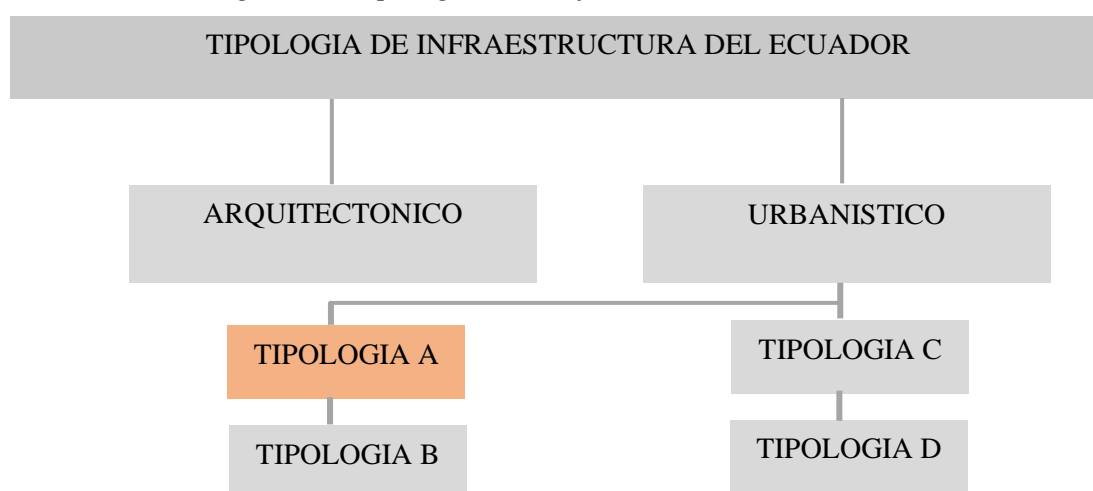 TIPOLOGIA DE INFRAESTRUCTURA DEL ECUADOR
ARQUITECTONICO
URBANISTICO
TIPOLOGIA A
TIPOLOGIA C
TIPOLOGIA B
TIPOLOGIA D